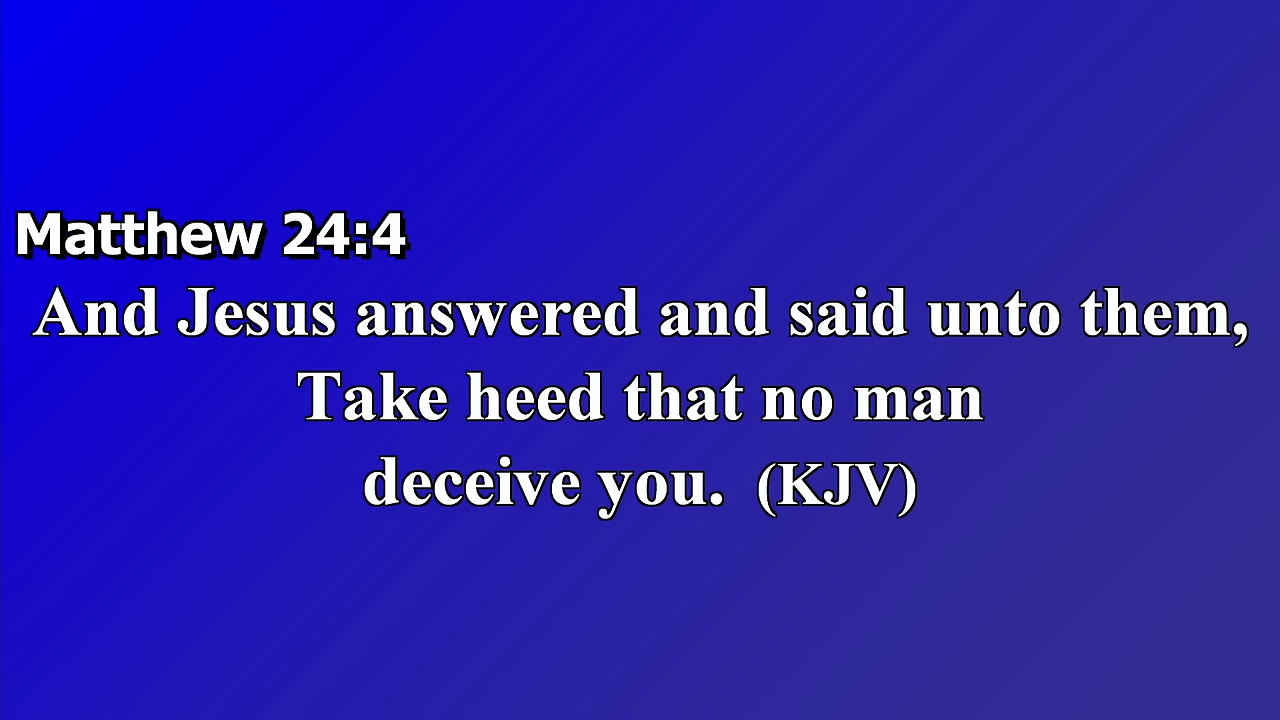 Matthew 24:4
And Jesus answered and said unto them,
Take heed that no man
deceive you. (KJV)